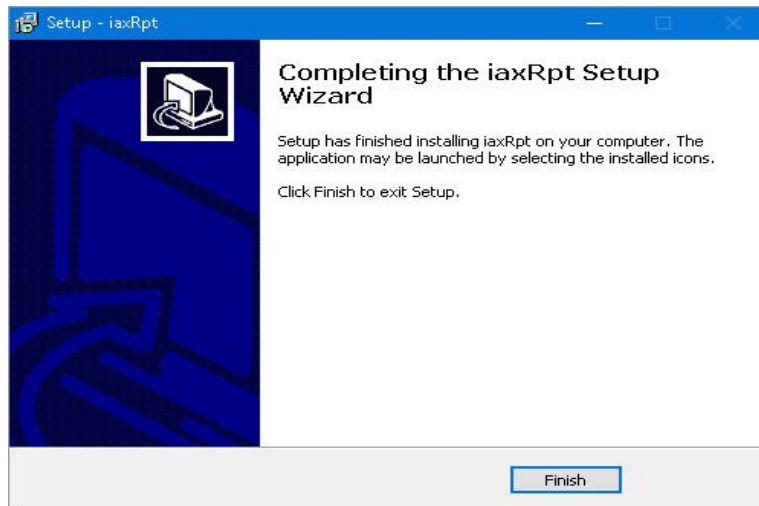 Setup - iaxRpt
Completing the iaxRpt Setup
Wizard
Setup has finished installing iaxRpt on your computer. The
application may be launched by selecting the installed icons.
Click Finish to exit Setup.
Finish